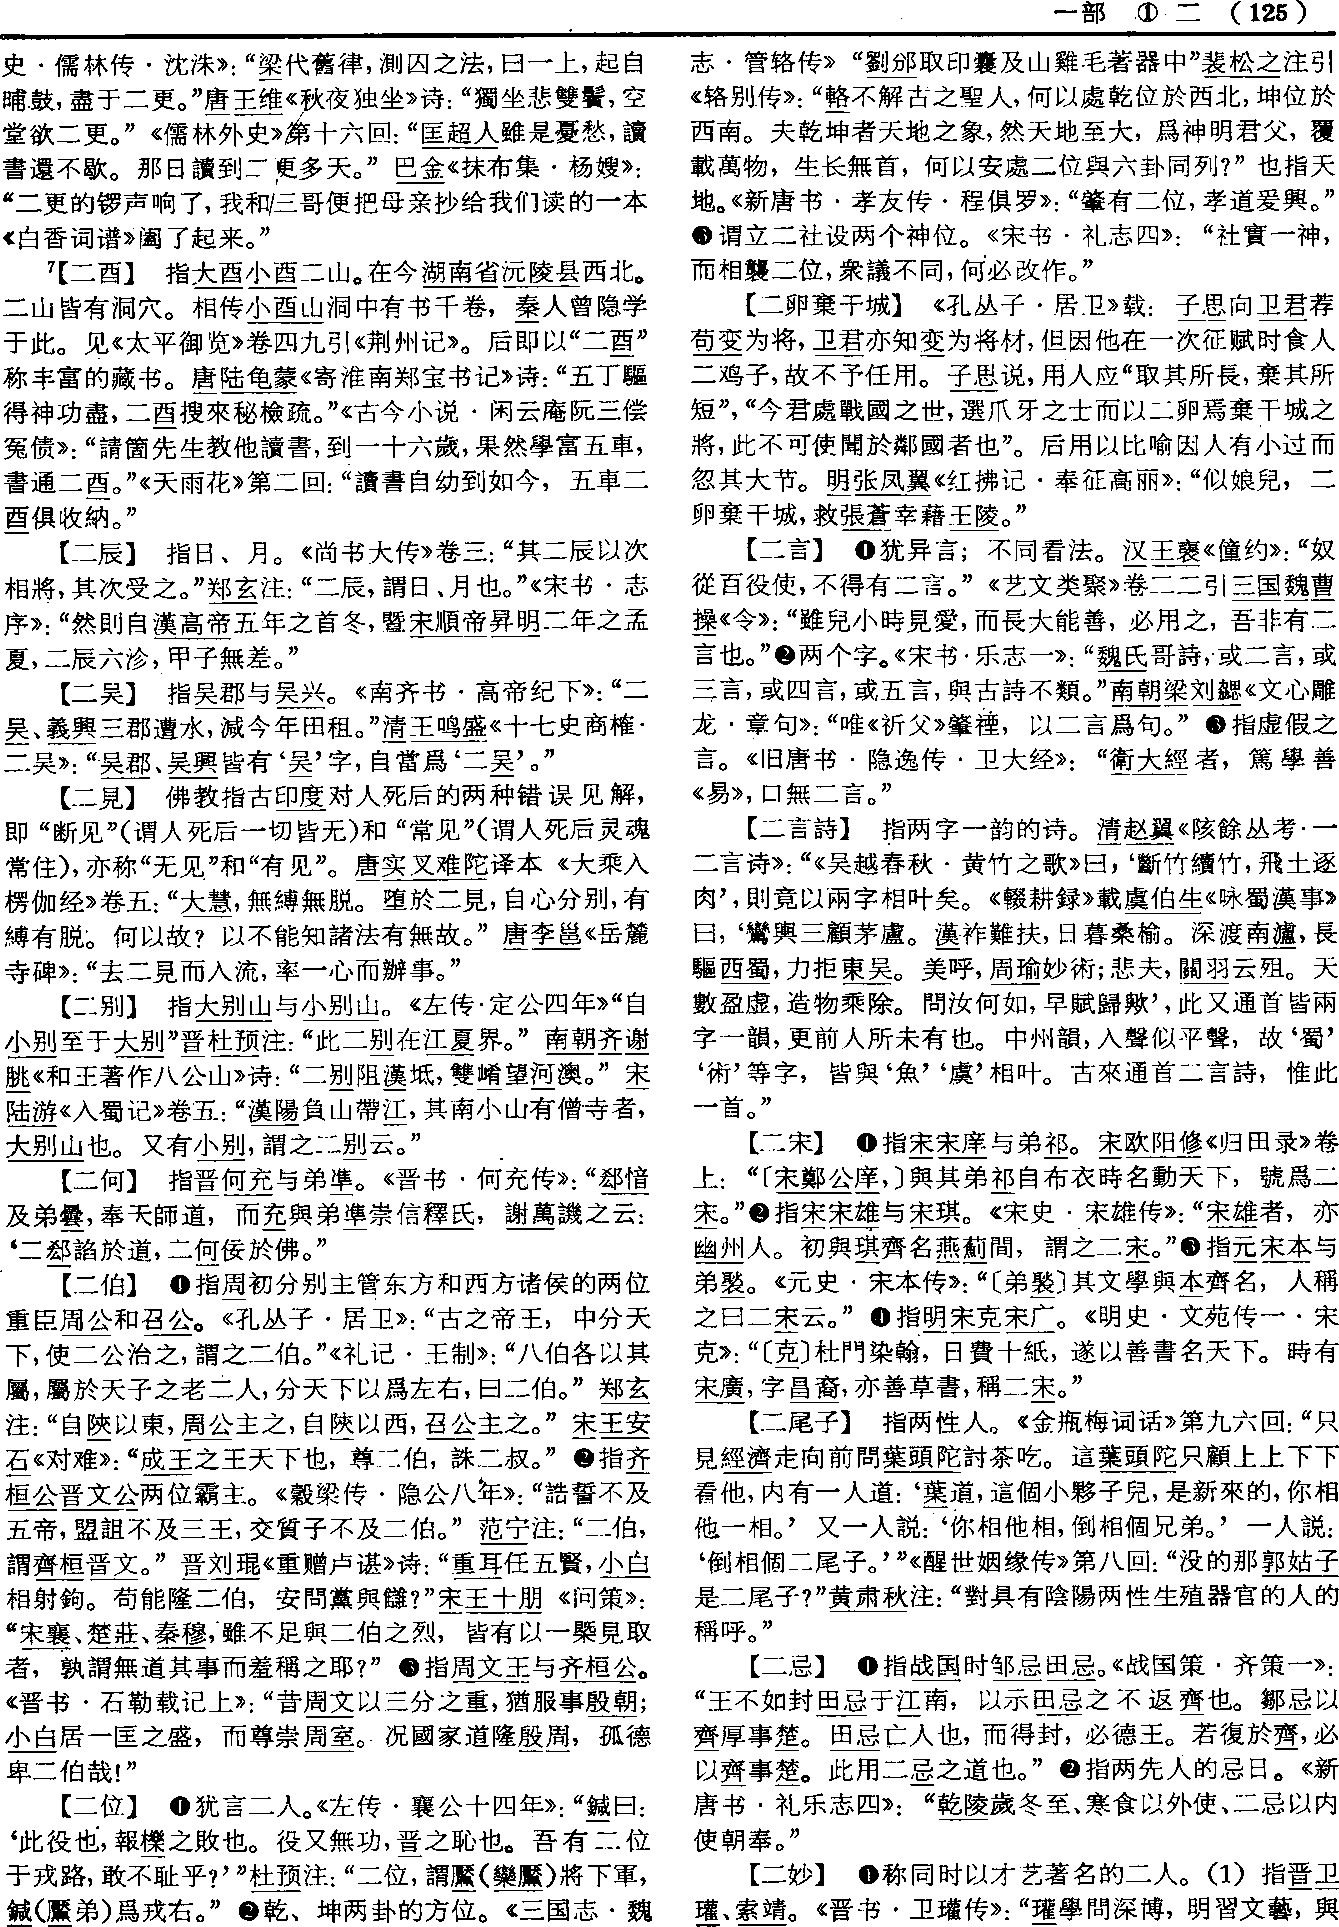 一部 ① 二 （125）
史·儒林传·沈洙》：“梁代舊律，測囚之法，日一上，起自
晡鼓，盡于二更。”唐王维《秋夜独坐》诗：“獨坐悲雙鬢，空
堂欲二更。”《儒林外史》第十六回：“匡超人雖是憂愁，讀
書還不歇。那日讀到二更多天。” 巴金《抹布集·杨嫂》：
“二更的锣声响了，我和三哥便把母亲抄给我们读的一本
《白香词谱》阖了起来。”
7【二酉】 指大酉小酉二山。在今湖南省沅陵县西北。
二山皆有洞穴。相传小酉山洞中有书千卷，秦人曾隐学
于此。见《太平御览》卷四九引《荆州记》。后即以“二酉”
称丰富的藏书。唐陆龟蒙《寄淮南郑宝书记》诗：“五丁驅
得神功盡，二酉搜來秘檢疏。”《古今小说·闲云庵阮三偿
冤债》：“請箇先生教他讀書，到一十六歲，果然學富五車，
書通二酉。”《天雨花》第二回：“讀書自幼到如今，五車二
酉俱收納。”
【二辰】 指日、月。《尚书大传》卷三：“其二辰以次
相將，其次受之。”郑玄注：“二辰，謂日、月也。”《宋书·志
序》：“然則自漢高帝五年之首冬，暨宋順帝昇明二年之孟
夏，二辰六沴，甲子無差。”
【二吴】 指吴郡与吴兴。《南齐书·高帝纪下》：“二
吴、義興三郡遭水，減今年田租。”清王鸣盛《十七史商榷·
二吴》：“吴郡、吴興皆有‘吴’字，自當爲‘二吴’。”
【二見】 佛教指古印度对人死后的两种错误见解，
即“断见”（谓人死后一切皆无）和“常见”（谓人死后灵魂
常住），亦称“无见”和“有见”。唐实叉难陀译本《大乘入
楞伽经》卷五：“大慧，無縛無脱。墮於二見，自心分别，有
縛有脱。何以故？以不能知諸法有無故。”唐李邕《岳麓
寺碑》：“去二見而入流，率一心而辦事。”
【二别】 指大别山与小别山。《左传·定公四年》“自
小别至于大别”晋杜预注：“此二别在江夏界。” 南朝齐谢
朓《和王著作八公山》诗：“二别阻漢坻，雙崤望河澳。” 宋
陆游《入蜀记》卷五：“漢陽負山帶江，其南小山有僧寺者，
大别山也。又有小别，謂之二别云。”
【二何】 指晋何充与弟準。《晋书·何充传》：“郄愔
及弟曇，奉天師道，而充與弟準崇信釋氏，謝萬譏之云：
‘二郄諂於道，二何佞於佛。”
【二伯】 ❶指周初分别主管东方和西方诸侯的两位
重臣周公和召公。《孔丛子·居卫》：“古之帝王，中分天
下，使二公治之，謂之二伯。”《礼记·王制》：“八伯各以其
屬，屬於天子之老二人，分天下以爲左右，曰二伯。” 郑玄
注：“自陝以東，周公主之，自陝以西，召公主之。” 宋王安
石《对难》：“成王之王天下也，尊二伯，誅二叔。” ❷指齐
桓公晋文公两位霸主。《穀梁传·隐公八年》：“誥誓不及
五帝，盟詛不及三王，交質子不及二伯。” 范宁注：“二伯，
謂齊桓晋文。” 晋刘琨《重赠卢谌》诗：“重耳任五賢，小白
相射鉤。苟能隆二伯，安問黨與讎？”宋王十朋《问策》：
“宋襄、楚莊、秦穆，雖不足與二伯之烈，皆有以一槩見取
者，孰謂無道其事而羞稱之耶？” ❸指周文王与齐桓公。
《晋书·石勒载记上》：“昔周文以三分之重，猶服事殷朝；
小白居一匡之盛，而尊崇周室。况國家道隆殷周，孤德
卑二伯哉！”
【二位】 ❶犹言二人。《左传·襄公十四年》：“鍼曰：
‘此役也，報櫟之敗也。役又無功，晋之恥也。吾有二位
于戎路，敢不耻乎？’”杜预注：“二位，謂黶（欒黶）將下軍，
鍼（黶弟）爲戎右。” ❷乾、坤两卦的方位。《三国志·魏
志·管辂传》“劉邠取印囊及山雞毛著器中”裴松之注引
《辂别传》：“輅不解古之聖人，何以處乾位於西北，坤位於
西南。夫乾坤者天地之象，然天地至大，爲神明君父，覆
載萬物，生长無首，何以安處二位與六卦同列？”也指天
地。《新唐书·孝友传·程俱罗》：“肇有二位，孝道爰興。”
❸谓立二社设两个神位。《宋书·礼志四》：“社實一神，
而相襲二位，衆議不同，何必改作。”
【二卵棄干城】 《孔丛子·居卫》载：子思向卫君荐
苟变为将，卫君亦知变为将材，但因他在一次征赋时食人
二鸡子，故不予任用。子思说，用人应“取其所長，棄其所
短”，“今君處戰國之世，選爪牙之士而以二卵焉棄干城之
將，此不可使聞於鄰國者也”。后用以比喻因人有小过而
忽其大节。明张凤翼《红拂记·奉征高丽》：“似娘兒，二
卵棄干城，救張蒼幸藉王陵。”
【二言】 ❶犹异言；不同看法。汉王褒《僮约》：“奴
從百役使，不得有二言。”《艺文类聚》卷二二引三国魏曹
操《令》：“雖兒小時見愛，而長大能善，必用之，吾非有二
言也。”❷两个字。《宋书·乐志一》：“魏氏哥詩，或二言，或
三言，或四言，或五言，與古詩不類。”南朝梁刘勰《文心雕
龙·章句》：“唯《祈父》肇禋，以二言爲句。” ❸指虚假之
言。《旧唐书·隐逸传·卫大经》：“衛大經者，篤學善
《易》，口無二言。”
【二言詩】 指两字一韵的诗。清赵翼《陔餘丛考·一
二言诗》：“《吴越春秋·黄竹之歌》曰，‘斷竹續竹，飛土逐
肉’，則竟以兩字相叶矣。《輟耕録》載虞伯生《咏蜀漢事》
曰，‘鸞輿三顧茅廬。漢祚難扶，日暮桑榆。深渡南瀘，長
驅西蜀，力拒東吴。美呼，周瑜妙術；悲夫，關羽云殂。天
數盈虚，造物乘除。問汝何如，早賦歸歟’，此又通首皆兩
字一韻，更前人所未有也。中州韻，入聲似平聲，故‘蜀’
‘術’等字，皆與‘魚’‘虞’相叶。古來通首二言詩，惟此
一首。”
【二宋】 ❶指宋宋庠与弟祁。宋欧阳修《归田录》卷
上：“〔宋鄭公庠，〕與其弟祁自布衣時名動天下，號爲二
宋。”❷指宋宋雄与宋琪。《宋史·宋雄传》：“宋雄者，亦
幽州人。初與琪齊名燕薊間，謂之二宋。”❸指元宋本与
弟褧。《元史·宋本传》：“〔弟褧〕其文學與本齊名，人稱
之曰二宋云。” ❹指明宋克宋广。《明史·文苑传一·宋
克》：“〔克〕杜門染翰，日費十紙，遂以善書名天下。時有
宋廣，字昌裔，亦善草書，稱二宋。”
【二尾子】 指两性人。《金瓶梅词话》第九六回：“只
見經濟走向前問葉頭陀討茶吃。這葉頭陀只顧上上下下
看他，内有一人道：‘葉道，這個小夥子兒，是新來的，你相
他一相。’ 又一人説：‘你相他相，倒相個兄弟。’ 一人説：
‘倒相個二尾子。’”《醒世姻缘传》第八回：“没的那郭姑子
是二尾子？”黄肃秋注：“對具有陰陽两性生殖器官的人的
稱呼。”
【二忌】 ❶指战国时邹忌田忌。《战国策·齐策一》：
“王不如封田忌于江南，以示田忌之不返齊也。鄒忌以
齊厚事楚。田忌亡人也，而得封，必德王。若復於齊，必
以齊事楚。此用二忌之道也。” ❷指两先人的忌日。《新
唐书·礼乐志四》：“乾陵歲冬至、寒食以外使、二忌以内
使朝奉。”
【二妙】 ❶称同时以才艺著名的二人。（1）指晋卫
瓘、索靖。《晋书·卫瓘传》：“瓘學問深博，明習文藝，與